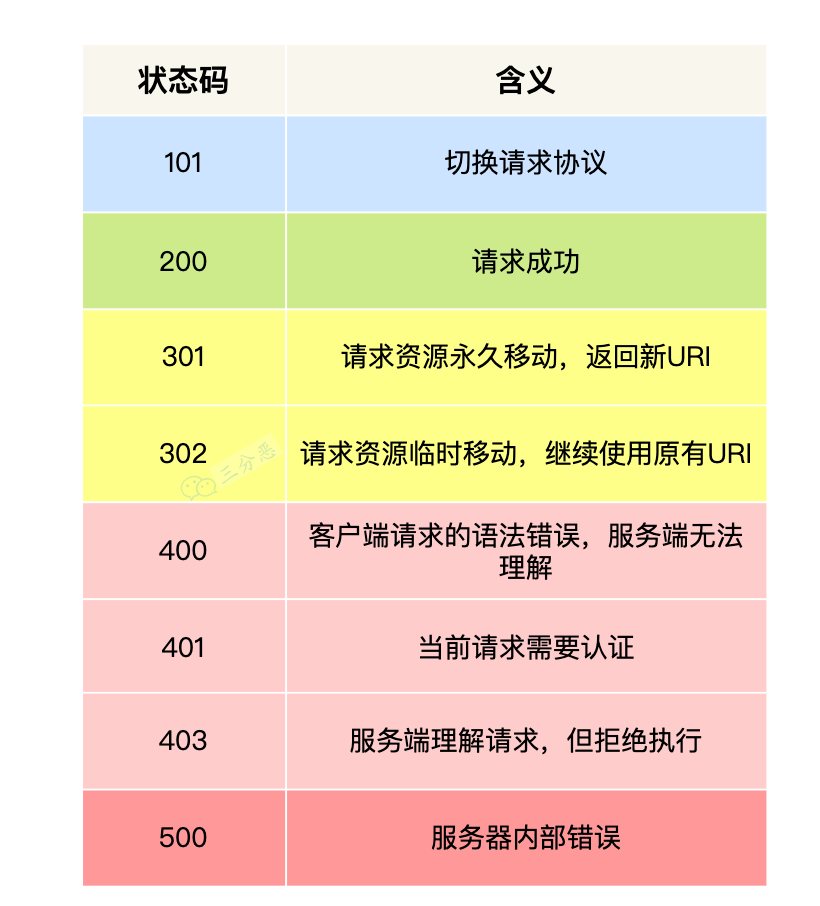 状态码 含义
101 切换请求协议
200 请求成功
301 请求资源永久移动，返回新URI
302 请求资源临时移动，继续使用原有URI
三分恶
400 客户端请求的语法错误，服务端无法
理解
401 当前请求需要认证
403 服务端理解请求，但拒绝执行
500 服务器内部错误